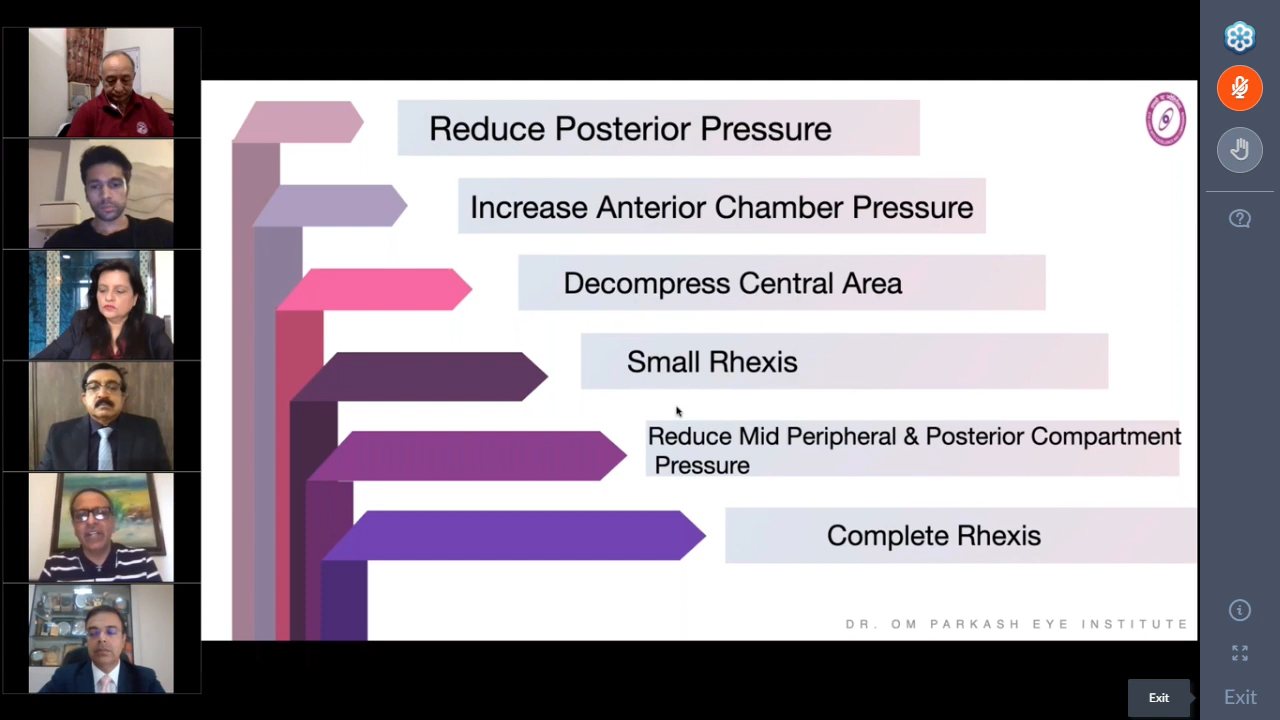 Reduce Posterior Pressure
Increase Anterior Chamber Pressure
Decompress Central Area
Small Rhexis
Reduce Mid Peripheral & Posterior Compartment
Pressure
Complete Rhexis
DR. OM PARKASH EYE INSTITUTE
Exit
Exit